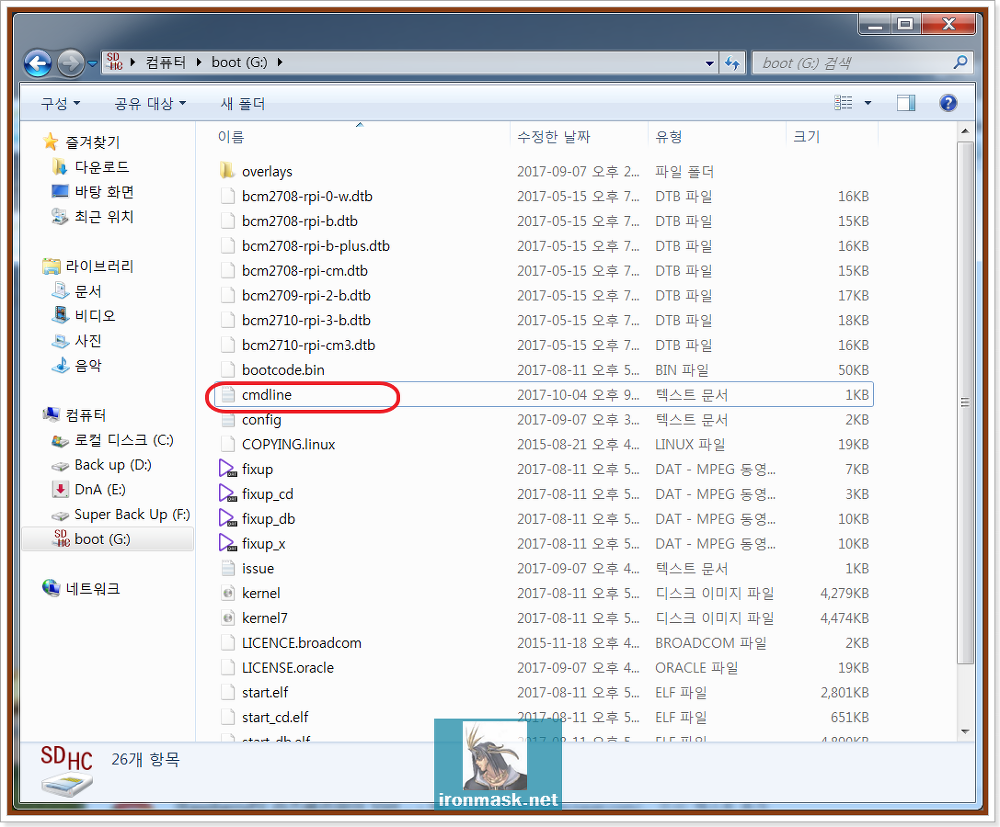 SD HC 컴퓨터 boot (G:)
boot (G:) 검색
구성 공유 대상 새 폴더
즐겨찾기
다운로드
바탕 화면
최근 위치
라이브러리
문서
비디오
사진
음악
컴퓨터
로컬 디스크 (C:)
Back up (D:)
DnA (E:)
Super Back Up (F:)
SD HC boot (G:)
네트워크
이름 수정한 날짜 유형 크기
overlays 2017-09-07 오후 2... 파일 폴더
bcm2708-rpi-0-w.dtb 2017-05-15 오후 7... DTB 파일 16KB
bcm2708-rpi-b.dtb 2017-05-15 오후 7... DTB 파일 15KB
bcm2708-rpi-b-plus.dtb 2017-05-15 오후 7... DTB 파일 16KB
bcm2708-rpi-cm.dtb 2017-05-15 오후 7... DTB 파일 15KB
bcm2709-rpi-2-b.dtb 2017-05-15 오후 7... DTB 파일 17KB
bcm2710-rpi-3-b.dtb 2017-05-15 오후 7... DTB 파일 18KB
bcm2710-rpi-cm3.dtb 2017-05-15 오후 7... DTB 파일 16KB
bootcode.bin 2017-08-11 오후 5... BIN 파일 50KB
cmdline 2017-10-04 오후 9... 텍스트 문서 1KB
config 2017-09-07 오후 3... 텍스트 문서 2KB
COPYING.linux 2015-08-21 오후 4... LINUX 파일 19KB
fixup 2017-08-11 오후 5... DAT - MPEG 동영... 7KB
fixup_cd 2017-08-11 오후 5... DAT - MPEG 동영... 3KB
fixup_db 2017-08-11 오후 5... DAT - MPEG 동영... 10KB
fixup_x 2017-08-11 오후 5... DAT - MPEG 동영... 10KB
issue 2017-09-07 오후 4... 텍스트 문서 1KB
kernel 2017-08-11 오후 5... 디스크 이미지 파일 4,279KB
kernel7 2017-08-11 오후 5... 디스크 이미지 파일 4,474KB
LICENCE.broadcom 2015-11-18 오후 4... BROADCOM 파일 2KB
LICENSE.oracle 2017-09-07 오후 4... ORACLE 파일 19KB
start.elf 2017-08-11 오후 5... ELF 파일 2,801KB
start_cd.elf 2017-08-11 오후 5... ELF 파일 651KB
start_db.elf
SD HC 26개 항목
ironmask.net